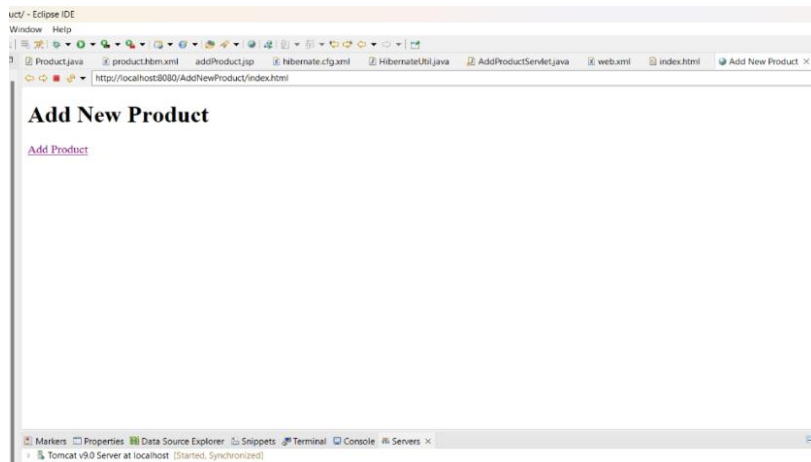 uct/ - Eclipse IDE
Window Help
Product.java product.hbm.xml addProduct.jsp hibernate.cfg.xml HibernateUtil.java AddProductServlet.java web.xml index.html Add New Product
http://localhost:8080/AddNewProduct/index.html
Add New Product
Add Product
Markers Properties Data Source Explorer Snippets Terminal Console Servers
Tomcat v9.0 Server at localhost [Started, Synchronized]